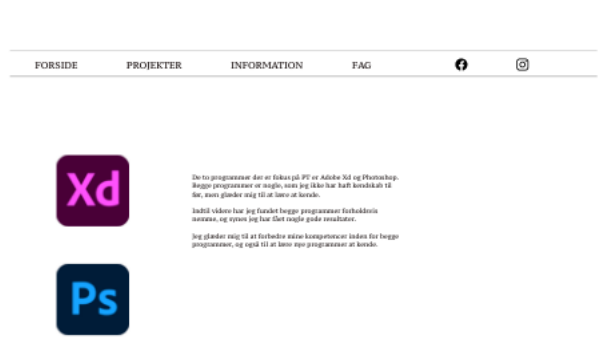 FORSIDE PROJEKTER INFORMATION FAG
Xd
De to programmer der er fokus på PT er Adobe Xd og Photoshop.
Begge programmer er nogle, som jeg ikke har haft kendskab til
før, men glæder mig til at lære at kende.
Indtil videre har jeg fundet begge programmer forholdsvis
nemme, og synes jeg har fået nogle gode resultater.
Jeg glæder mig til at forbedre mine kompetencer inden for begge
programmer, og også til at lære nye programmer at kende.
Ps